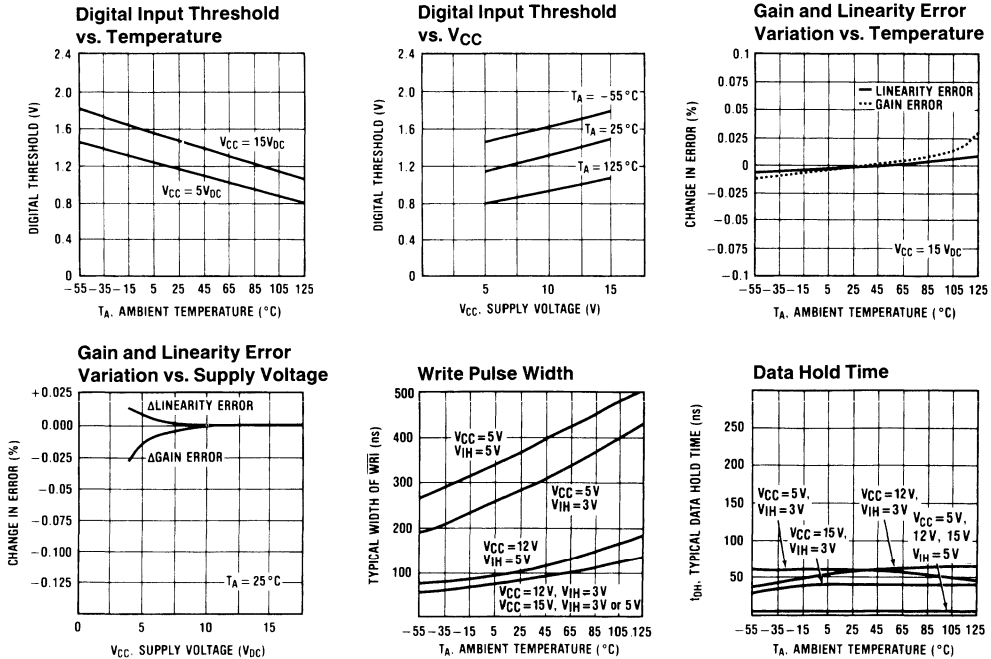 Digital Input Threshold
vs. Temperature
2.4
2.0
1.6
1.2
0.8
0.4
0
DIGITAL THRESHOLD (V)
VCC = 15VDC
VCC = 5VDC
−55 −35 −15 5 25 45 65 85 105 125
TA. AMBIENT TEMPERATURE (°C)
Digital Input Threshold
vs. VCC
2.4
2.0
1.6
1.2
0.8
0.4
0
DIGITAL THRESHOLD (V)
TA = −55°C
TA = 25°C
TA = 125°C
5 10 15
VCC. SUPPLY VOLTAGE (V)
Gain and Linearity Error
Variation vs. Temperature
0.1
0.075
0.05
0.025
0
−0.025
−0.05
−0.075
−0.1
CHANGE IN ERROR (%)
LINEARITY ERROR
GAIN ERROR
VCC = 15 VDC
−55 −35 −15 5 25 45 65 85 105 125
TA. AMBIENT TEMPERATURE (°C)
Gain and Linearity Error
Variation vs. Supply Voltage
+0.025
0.000
−0.025
−0.05
−0.075
−0.100
−0.125
CHANGE IN ERROR (%)
ΔLINEARITY ERROR
ΔGAIN ERROR
TA = 25°C
0 5 10 15
VCC. SUPPLY VOLTAGE (VDC)
Write Pulse Width
500
400
300
200
100
TYPICAL WIDTH OF WRI (ns)
VCC = 5V
VIH = 5V
VCC = 5V
VIH = 3V
VCC = 12V
VIH = 5V
VCC = 12V, VIH = 3V
VCC = 15V, VIH = 3V or 5V
−55 −35 −15 5 25 45 65 85 105 125
TA. AMBIENT TEMPERATURE (°C)
Data Hold Time
250
200
150
100
50
tDH, TYPICAL DATA HOLD TIME (ns)
VCC = 5V,
VIH = 3V
VCC = 15V,
VIH = 3V
VCC = 12V,
VIH = 3V
VCC = 5V,
12V, 15V
VIH = 5V
−55 −35 −15 5 25 45 65 85 105 125
TA. AMBIENT TEMPERATURE (°C)